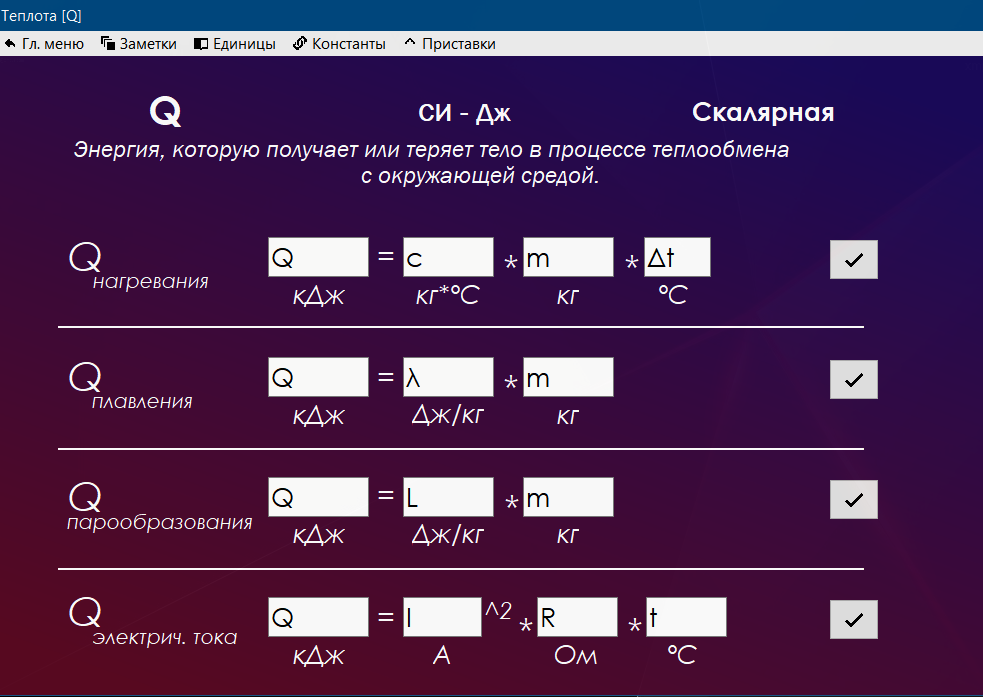 Теплота [Q]
Гл. меню Заметки Единицы Константы Приставки
Q СИ - Дж Скалярная
Энергия, которую получает или теряет тело в процессе теплообмена
с окружающей средой.
Q нагревания Q = c * m * Δt
кДж кг*°C кг °C
Q плавления Q = λ * m
кДж Дж/кг кг
Q парообразования Q = L * m
кДж Дж/кг кг
Q электрич. тока Q = I ^2 * R * t
кДж А Ом °C